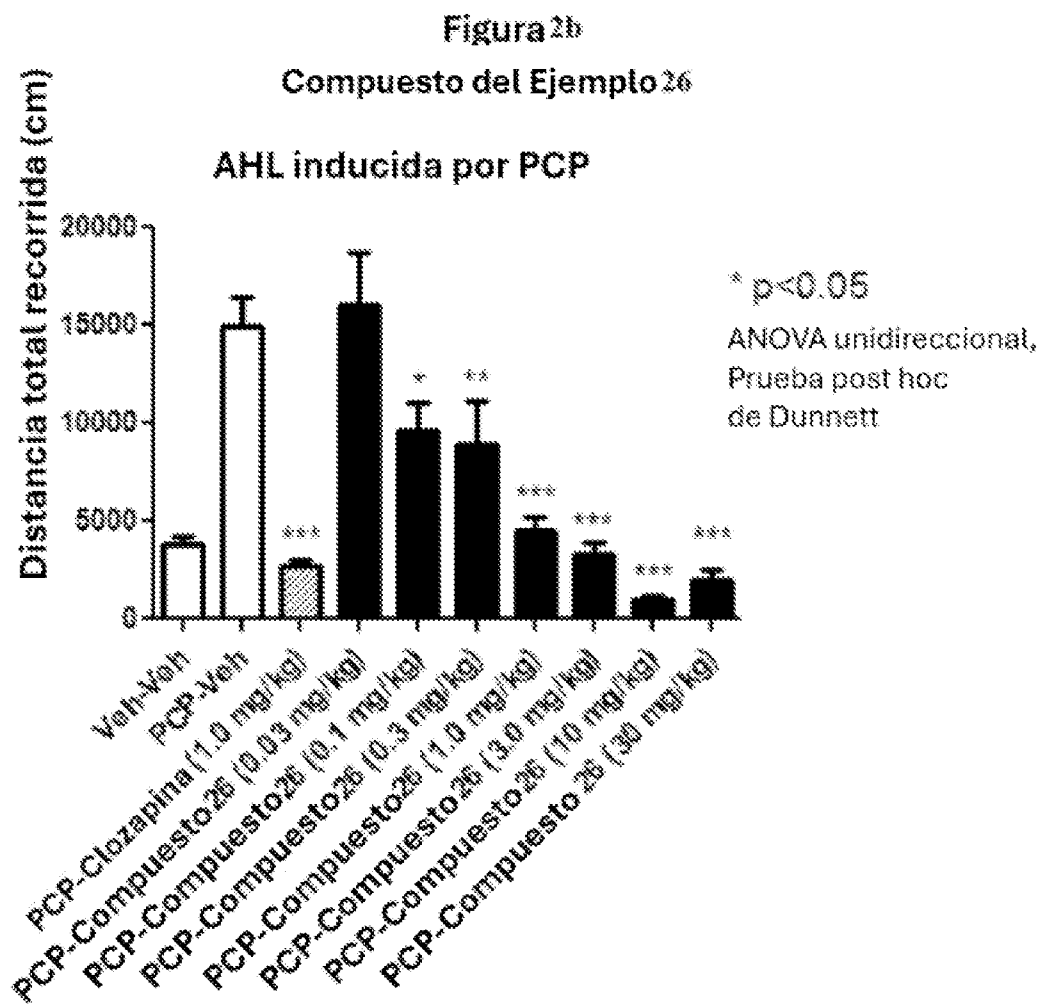 Figura 2b
Compuesto del Ejemplo 26
AHL inducida por PCP
Distancia total recorrida (cm)
20000
15000
10000
5000
0
***
*
**
***
***
***
***
* p<0.05
ANOVA unidireccional,
Prueba post hoc
de Dunnett
Veh-Veh
PCP-Veh
PCP-Clozapina (1.0 mg/kg)
PCP-Compuesto26 (0.03 mg/kg)
PCP-Compuesto26 (0.1 mg/kg)
PCP-Compuesto26 (0.3 mg/kg)
PCP-Compuesto26 (1.0 mg/kg)
PCP-Compuesto26 (3.0 mg/kg)
PCP-Compuesto26 (10 mg/kg)
PCP-Compuesto 26 (30 mg/kg)